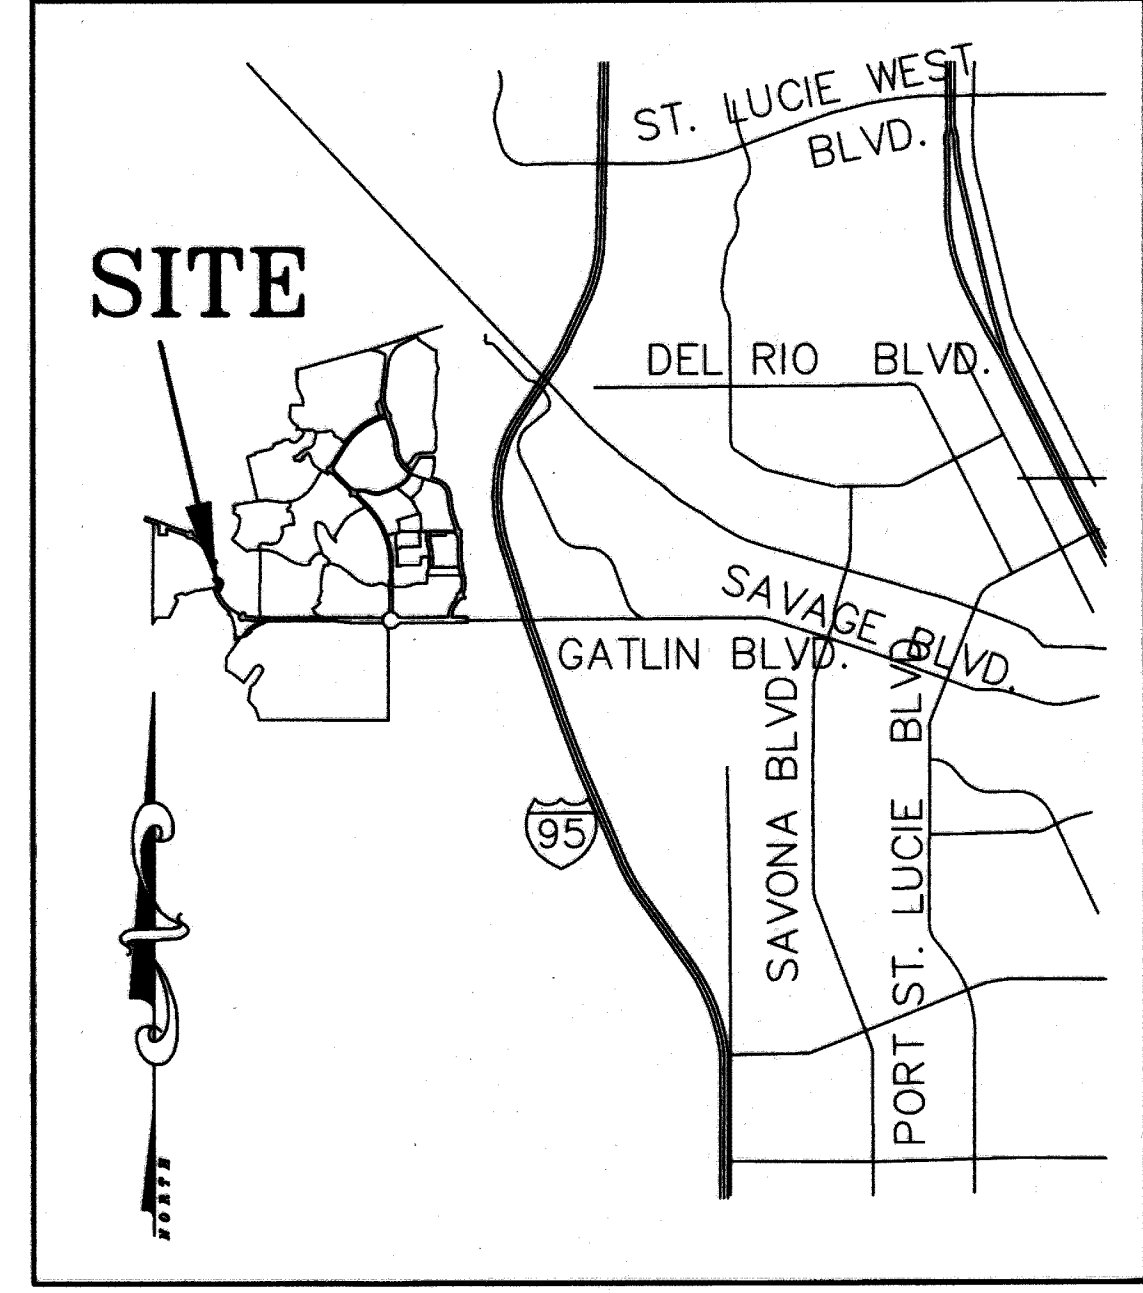 ST. LUCIE WEST
BLVD.
SITE
DEL RIO BLVD.
SAVAGE BLVD.
GATLIN BLVD.
SAVONA BLVD.
PORT ST. LUCIE BLVD
95
NORTH